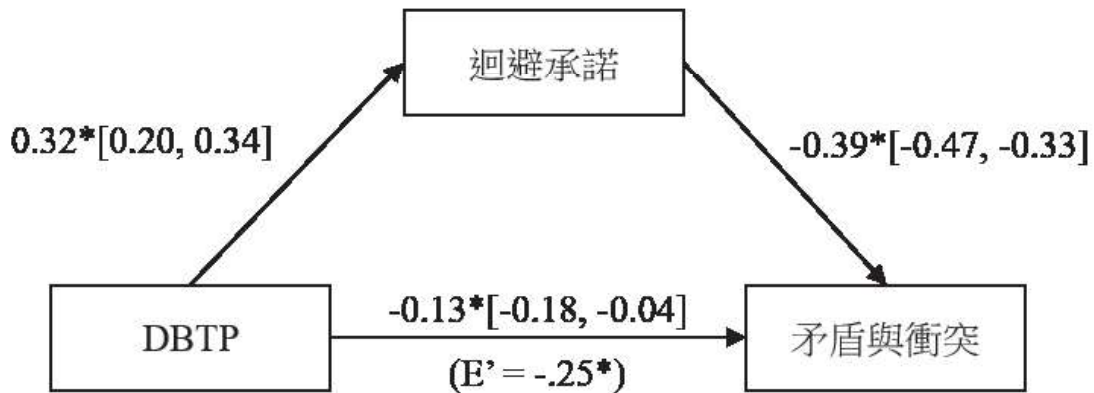 迴避承諾
0.32*[0.20, 0.34]
-0.39*[-0.47, -0.33]
DBTP
-0.13*[-0.18, -0.04]
(E’ = -.25*)
矛盾與衝突